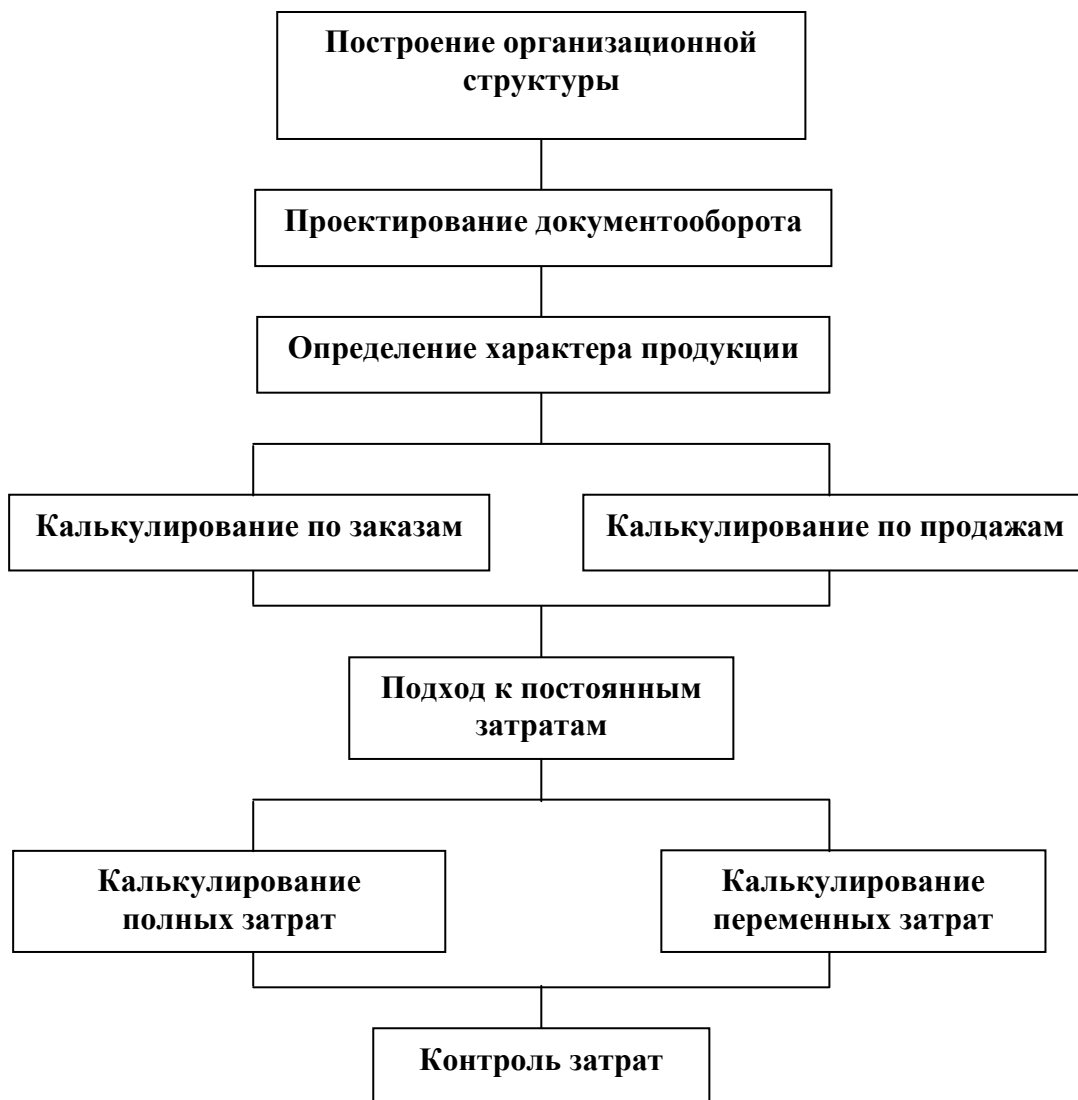 Построение организационной
структуры
Проектирование документооборота
Определение характера продукции
Калькулирование по заказам
Калькулирование по продажам
Подход к постоянным
затратам
Калькулирование
полных затрат
Калькулирование
переменных затрат
Контроль затрат